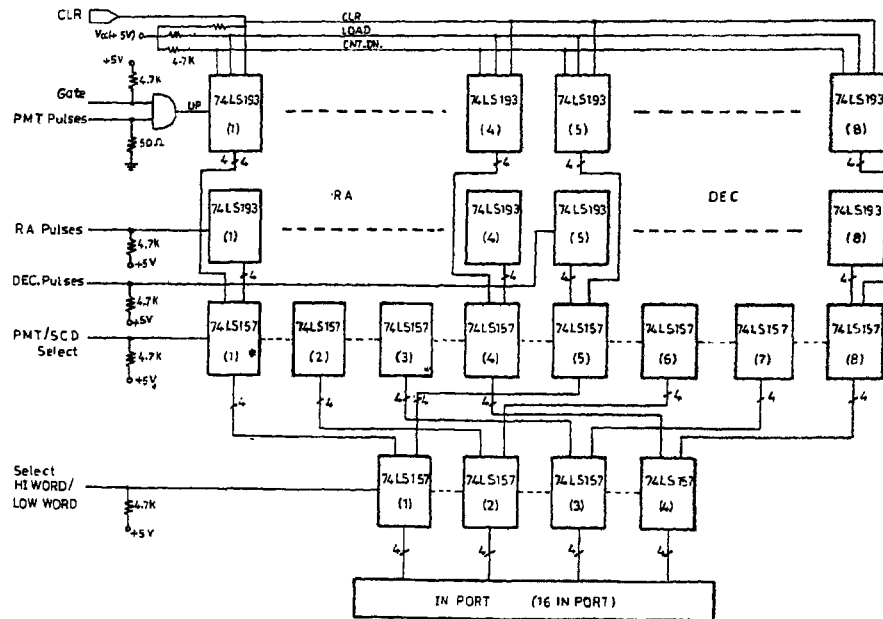 CLR
CLR
Vcc(+5V)
LOAD
4.7K
CNT.DN.
+5V
4.7K
Gate
UP
PMT Pulses
50Ω
74LS193
(1)
74LS193
(4)
74LS193
(5)
74LS193
(8)
4 4
4
4
4
RA
DEC
74LS193
(1)
74LS193
(4)
74LS193
(5)
74LS193
(8)
RA Pulses
4.7K
+5V
4
4
4
4
DEC.Pulses
4.7K
+5V
PMT/SCD
Select
4.7K
+5V
74LS157
(1) *
74LS157
(2)
74LS157
(3)
74LS157
(4)
74LS157
(5)
74LS157
(6)
74LS157
(7)
74LS157
(8)
4
4
4 4
4
4
4
4
Select
HI WORD/
LOW WORD
4.7K
+5V
74LS157
(1)
74LS157
(2)
74LS157
(3)
74LS157
(4)
4
4
4
4
IN PORT (16 IN PORT)